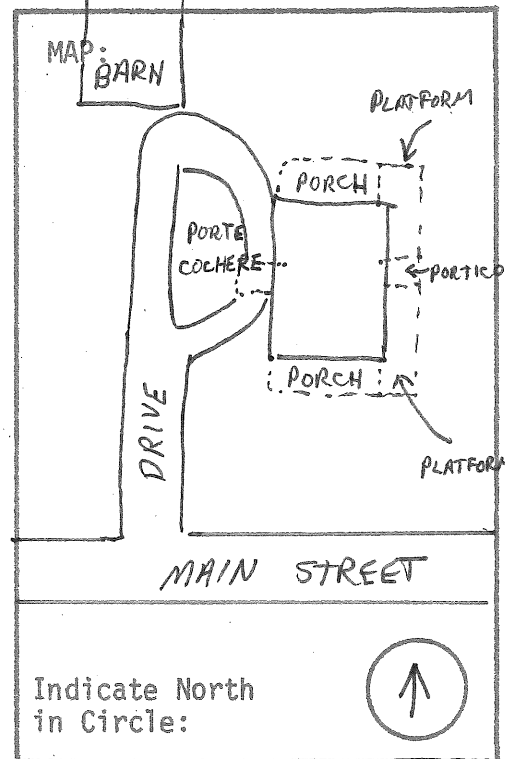 MAP:
BARN
PLATFORM
PORCH
PORTE
COCHERE
PORTICO
PORCH
DRIVE
PLATFORM
MAIN STREET
Indicate North
in Circle: